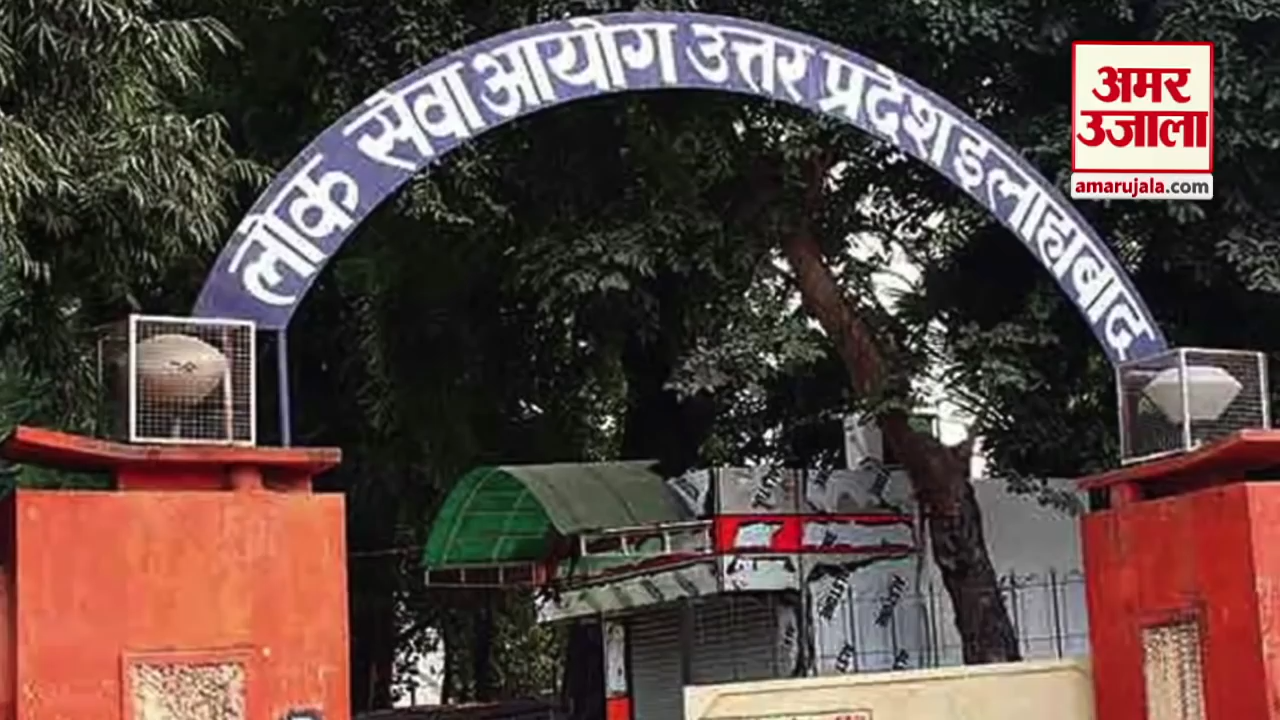 लोक सेवा आयोग उत्तर प्रदेश इलाहाबाद
अमर
उजाला
amarujala.com